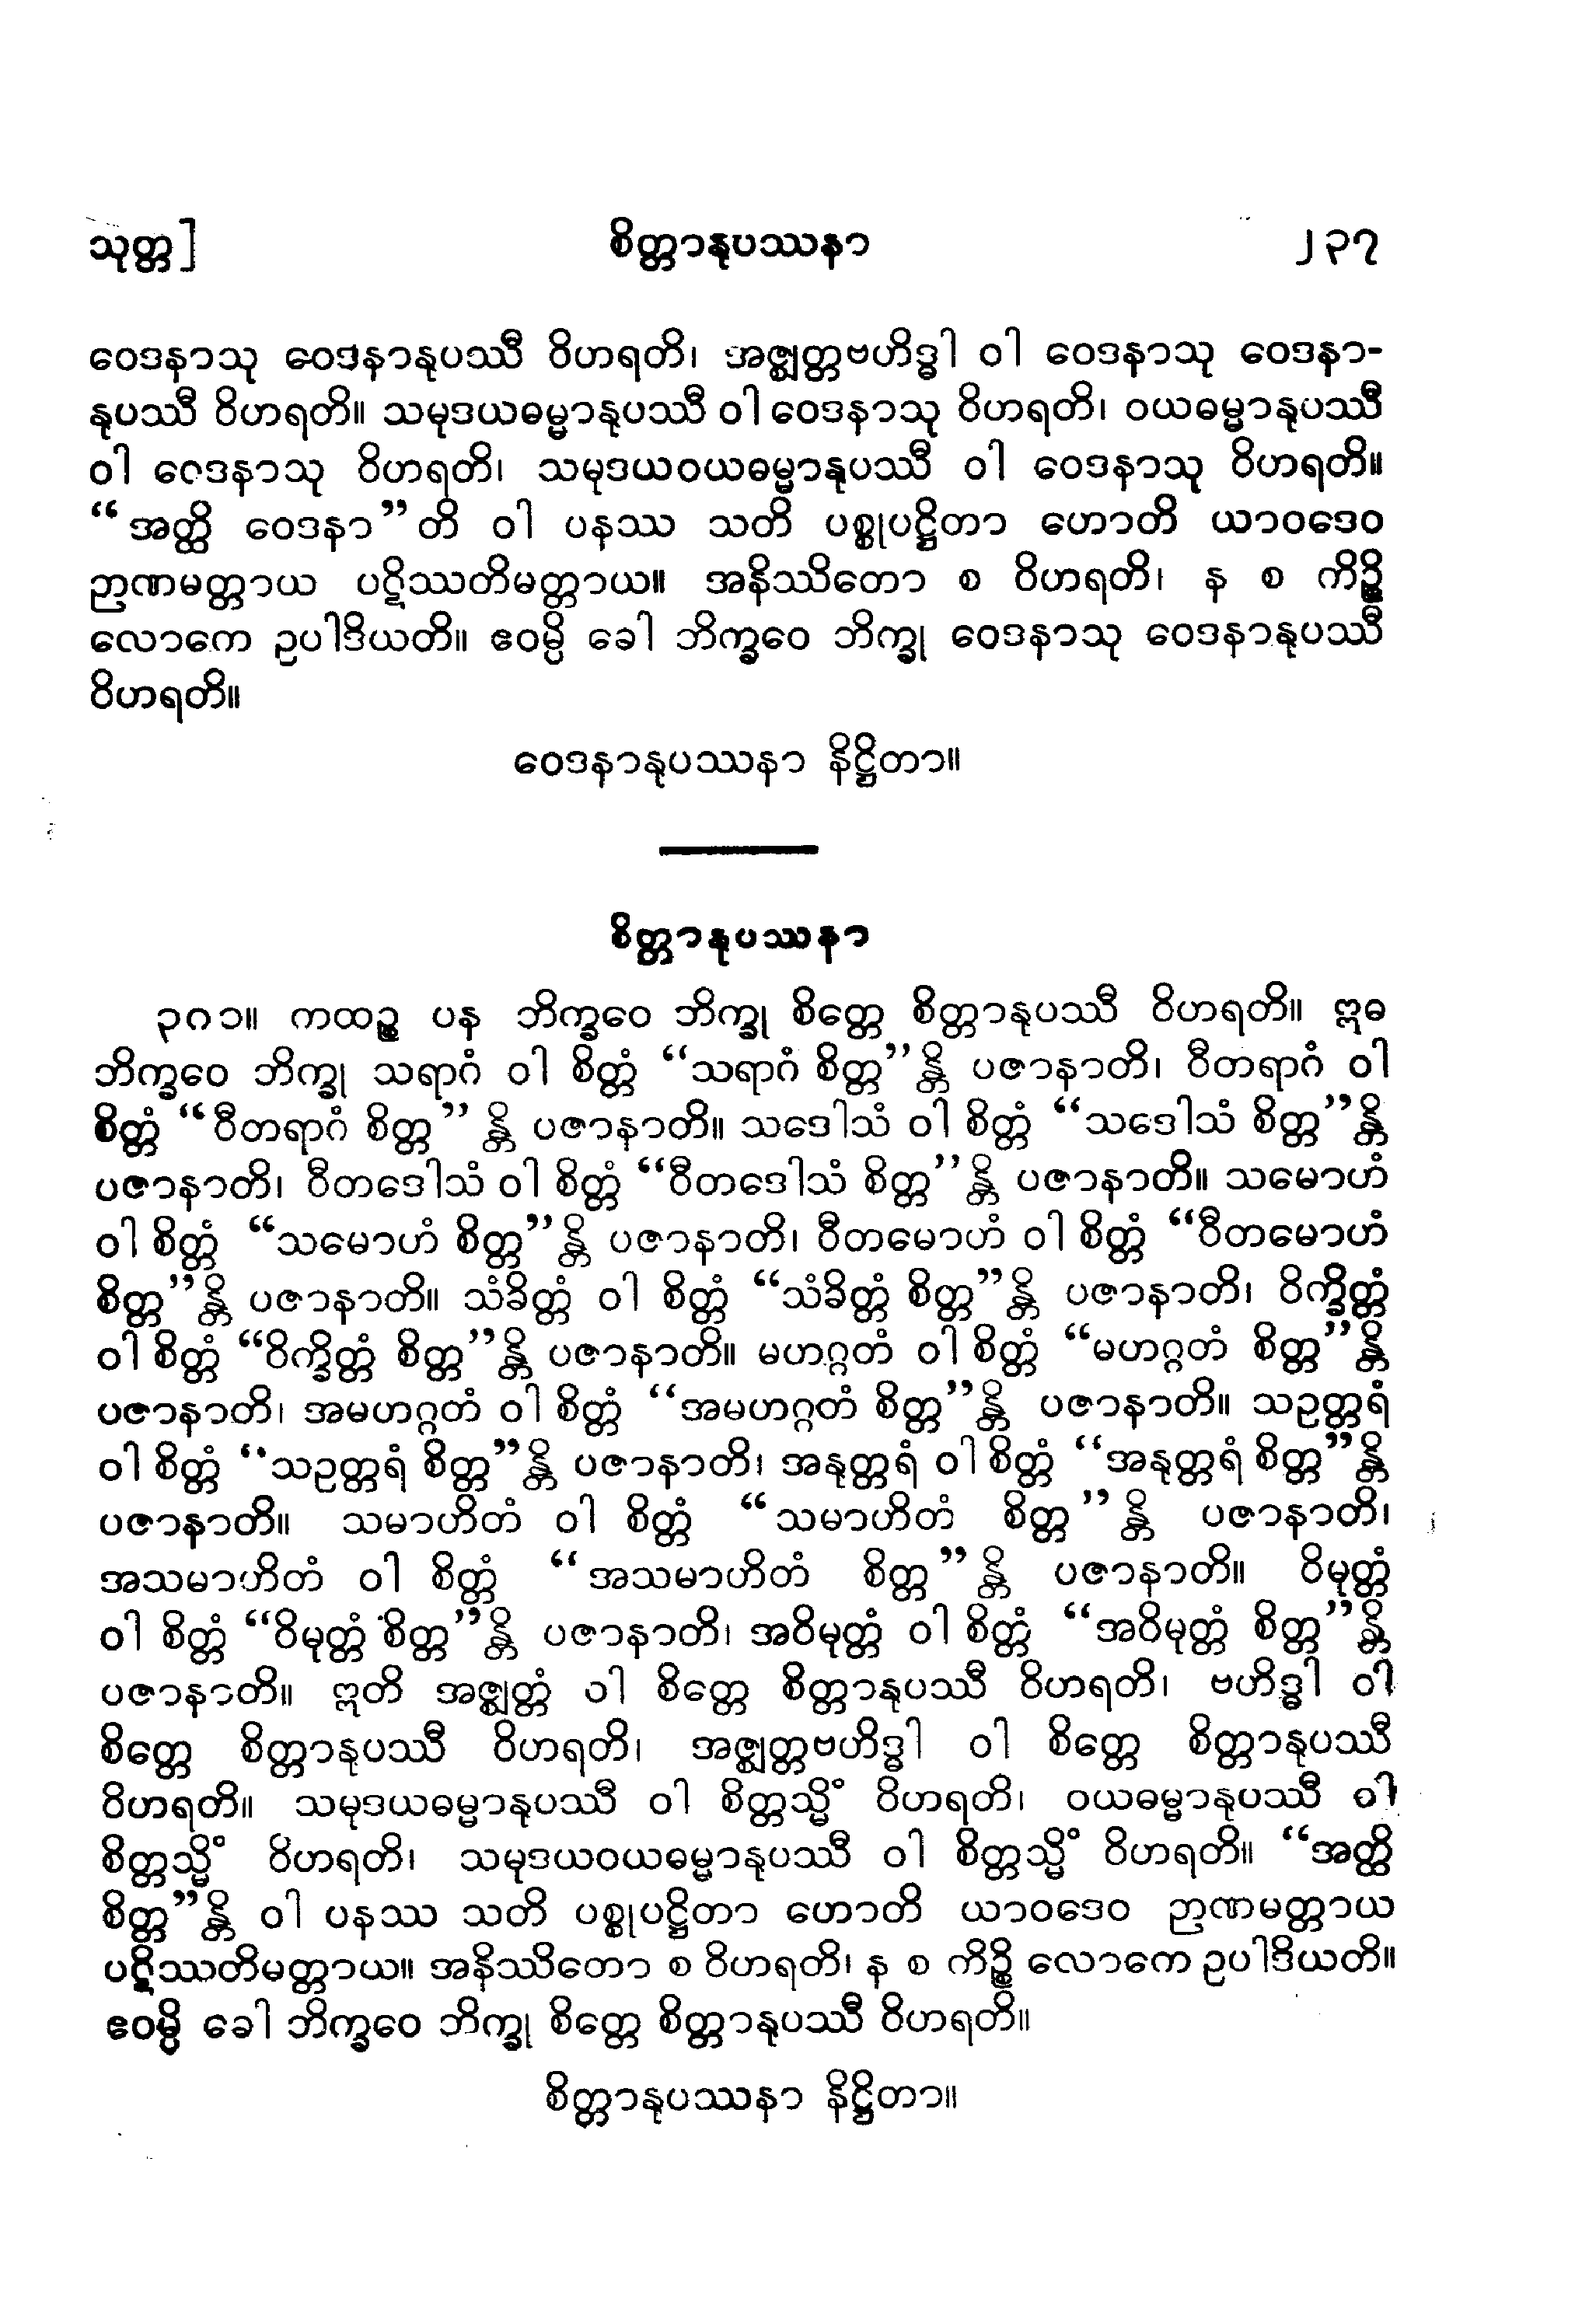 သုတ္တ] စိတ္တာနုပဿနာ ၂၃၇
ဝေဒနာသု ဝေဒနာနုပဿီ ဝိဟရတိ၊ အဇ္ဈတ္တဗဟိဒ္ဓါ ဝါ ဝေဒနာသု ဝေဒနာ-
နုပဿီ ဝိဟရတိ။ သမုဒယဓမ္မာနုပဿီ ဝါ ဝေဒနာသု ဝိဟရတိ၊ ဝယဓမ္မာနုပဿီ
ဝါ ဝေဒနာသု ဝိဟရတိ၊ သမုဒယဝယဓမ္မာနုပဿီ ဝါ ဝေဒနာသု ဝိဟရတိ။
“အတ္ထိ ဝေဒနာ”တိ ဝါ ပနဿ သတိ ပစ္စုပဋ္ဌိတာ ဟောတိ ယာဝဒေဝ
ဉာဏမတ္တာယ ပဋိဿတိမတ္တာယ။ အနိဿိတော စ ဝိဟရတိ၊ န စ ကိဉ္စိ
လောကေ ဥပါဒိယတိ။ ဧဝမ္ပိ ခေါ ဘိက္ခဝေ ဘိက္ခု ဝေဒနာသု ဝေဒနာနုပဿီ
ဝိဟရတိ။
ဝေဒနာနုပဿနာ နိဋ္ဌိတာ။
စိတ္တာနုပဿနာ
၃၈၁။ ကထဉ္စ ပန ဘိက္ခဝေ ဘိက္ခု စိတ္တေ စိတ္တာနုပဿီ ဝိဟရတိ။ ဣဓ
ဘိက္ခဝေ ဘိက္ခု သရာဂံ ဝါ စိတ္တံ “သရာဂံ စိတ္တ”န္တိ ပဇာနာတိ၊ ဝီတရာဂံ ဝါ
စိတ္တံ “ဝီတရာဂံ စိတ္တ”န္တိ ပဇာနာတိ။ သဒေါသံ ဝါ စိတ္တံ “သဒေါသံ စိတ္တ”န္တိ
ပဇာနာတိ၊ ဝီတဒေါသံ ဝါ စိတ္တံ “ဝီတဒေါသံ စိတ္တ”န္တိ ပဇာနာတိ။ သမောဟံ
ဝါ စိတ္တံ “သမောဟံ စိတ္တ”န္တိ ပဇာနာတိ၊ ဝီတမောဟံ ဝါ စိတ္တံ “ဝီတမောဟံ
စိတ္တ”န္တိ ပဇာနာတိ။ သံခိတ္တံ ဝါ စိတ္တံ “သံခိတ္တံ စိတ္တ”န္တိ ပဇာနာတိ၊ ဝိက္ခိတ္တံ
ဝါ စိတ္တံ “ဝိက္ခိတ္တံ စိတ္တ”န္တိ ပဇာနာတိ။ မဟဂ္ဂတံ ဝါ စိတ္တံ “မဟဂ္ဂတံ စိတ္တ”န္တိ
ပဇာနာတိ၊ အမဟဂ္ဂတံ ဝါ စိတ္တံ “အမဟဂ္ဂတံ စိတ္တ”န္တိ ပဇာနာတိ။ သဥတ္တရံ
ဝါ စိတ္တံ “သဥတ္တရံ စိတ္တ”န္တိ ပဇာနာတိ၊ အနုတ္တရံ ဝါ စိတ္တံ “အနုတ္တရံ စိတ္တ”န္တိ
ပဇာနာတိ။ သမာဟိတံ ဝါ စိတ္တံ “သမာဟိတံ စိတ္တ”န္တိ ပဇာနာတိ၊
အသမာဟိတံ ဝါ စိတ္တံ “အသမာဟိတံ စိတ္တ”န္တိ ပဇာနာတိ။ ဝိမုတ္တံ
ဝါ စိတ္တံ “ဝိမုတ္တံ စိတ္တ”န္တိ ပဇာနာတိ၊ အဝိမုတ္တံ ဝါ စိတ္တံ “အဝိမုတ္တံ စိတ္တ”န္တိ
ပဇာနာတိ။ ဣတိ အဇ္ဈတ္တံ ဝါ စိတ္တေ စိတ္တာနုပဿီ ဝိဟရတိ၊ ဗဟိဒ္ဓါ ဝါ
စိတ္တေ စိတ္တာနုပဿီ ဝိဟရတိ၊ အဇ္ဈတ္တဗဟိဒ္ဓါ ဝါ စိတ္တေ စိတ္တာနုပဿီ
ဝိဟရတိ။ သမုဒယဓမ္မာနုပဿီ ဝါ စိတ္တသ္မိံ ဝိဟရတိ၊ ဝယဓမ္မာနုပဿီ ဝါ
စိတ္တသ္မိံ ဝိဟရတိ၊ သမုဒယဝယဓမ္မာနုပဿီ ဝါ စိတ္တသ္မိံ ဝိဟရတိ။ “အတ္ထိ
စိတ္တ”န္တိ ဝါ ပနဿ သတိ ပစ္စုပဋ္ဌိတာ ဟောတိ ယာဝဒေဝ ဉာဏမတ္တာယ
ပဋိဿတိမတ္တာယ။ အနိဿိတော စ ဝိဟရတိ၊ န စ ကိဉ္စိ လောကေ ဥပါဒိယတိ။
ဧဝမ္ပိ ခေါ ဘိက္ခဝေ ဘိက္ခု စိတ္တေ စိတ္တာနုပဿီ ဝိဟရတိ။
စိတ္တာနုပဿနာ နိဋ္ဌိတာ။